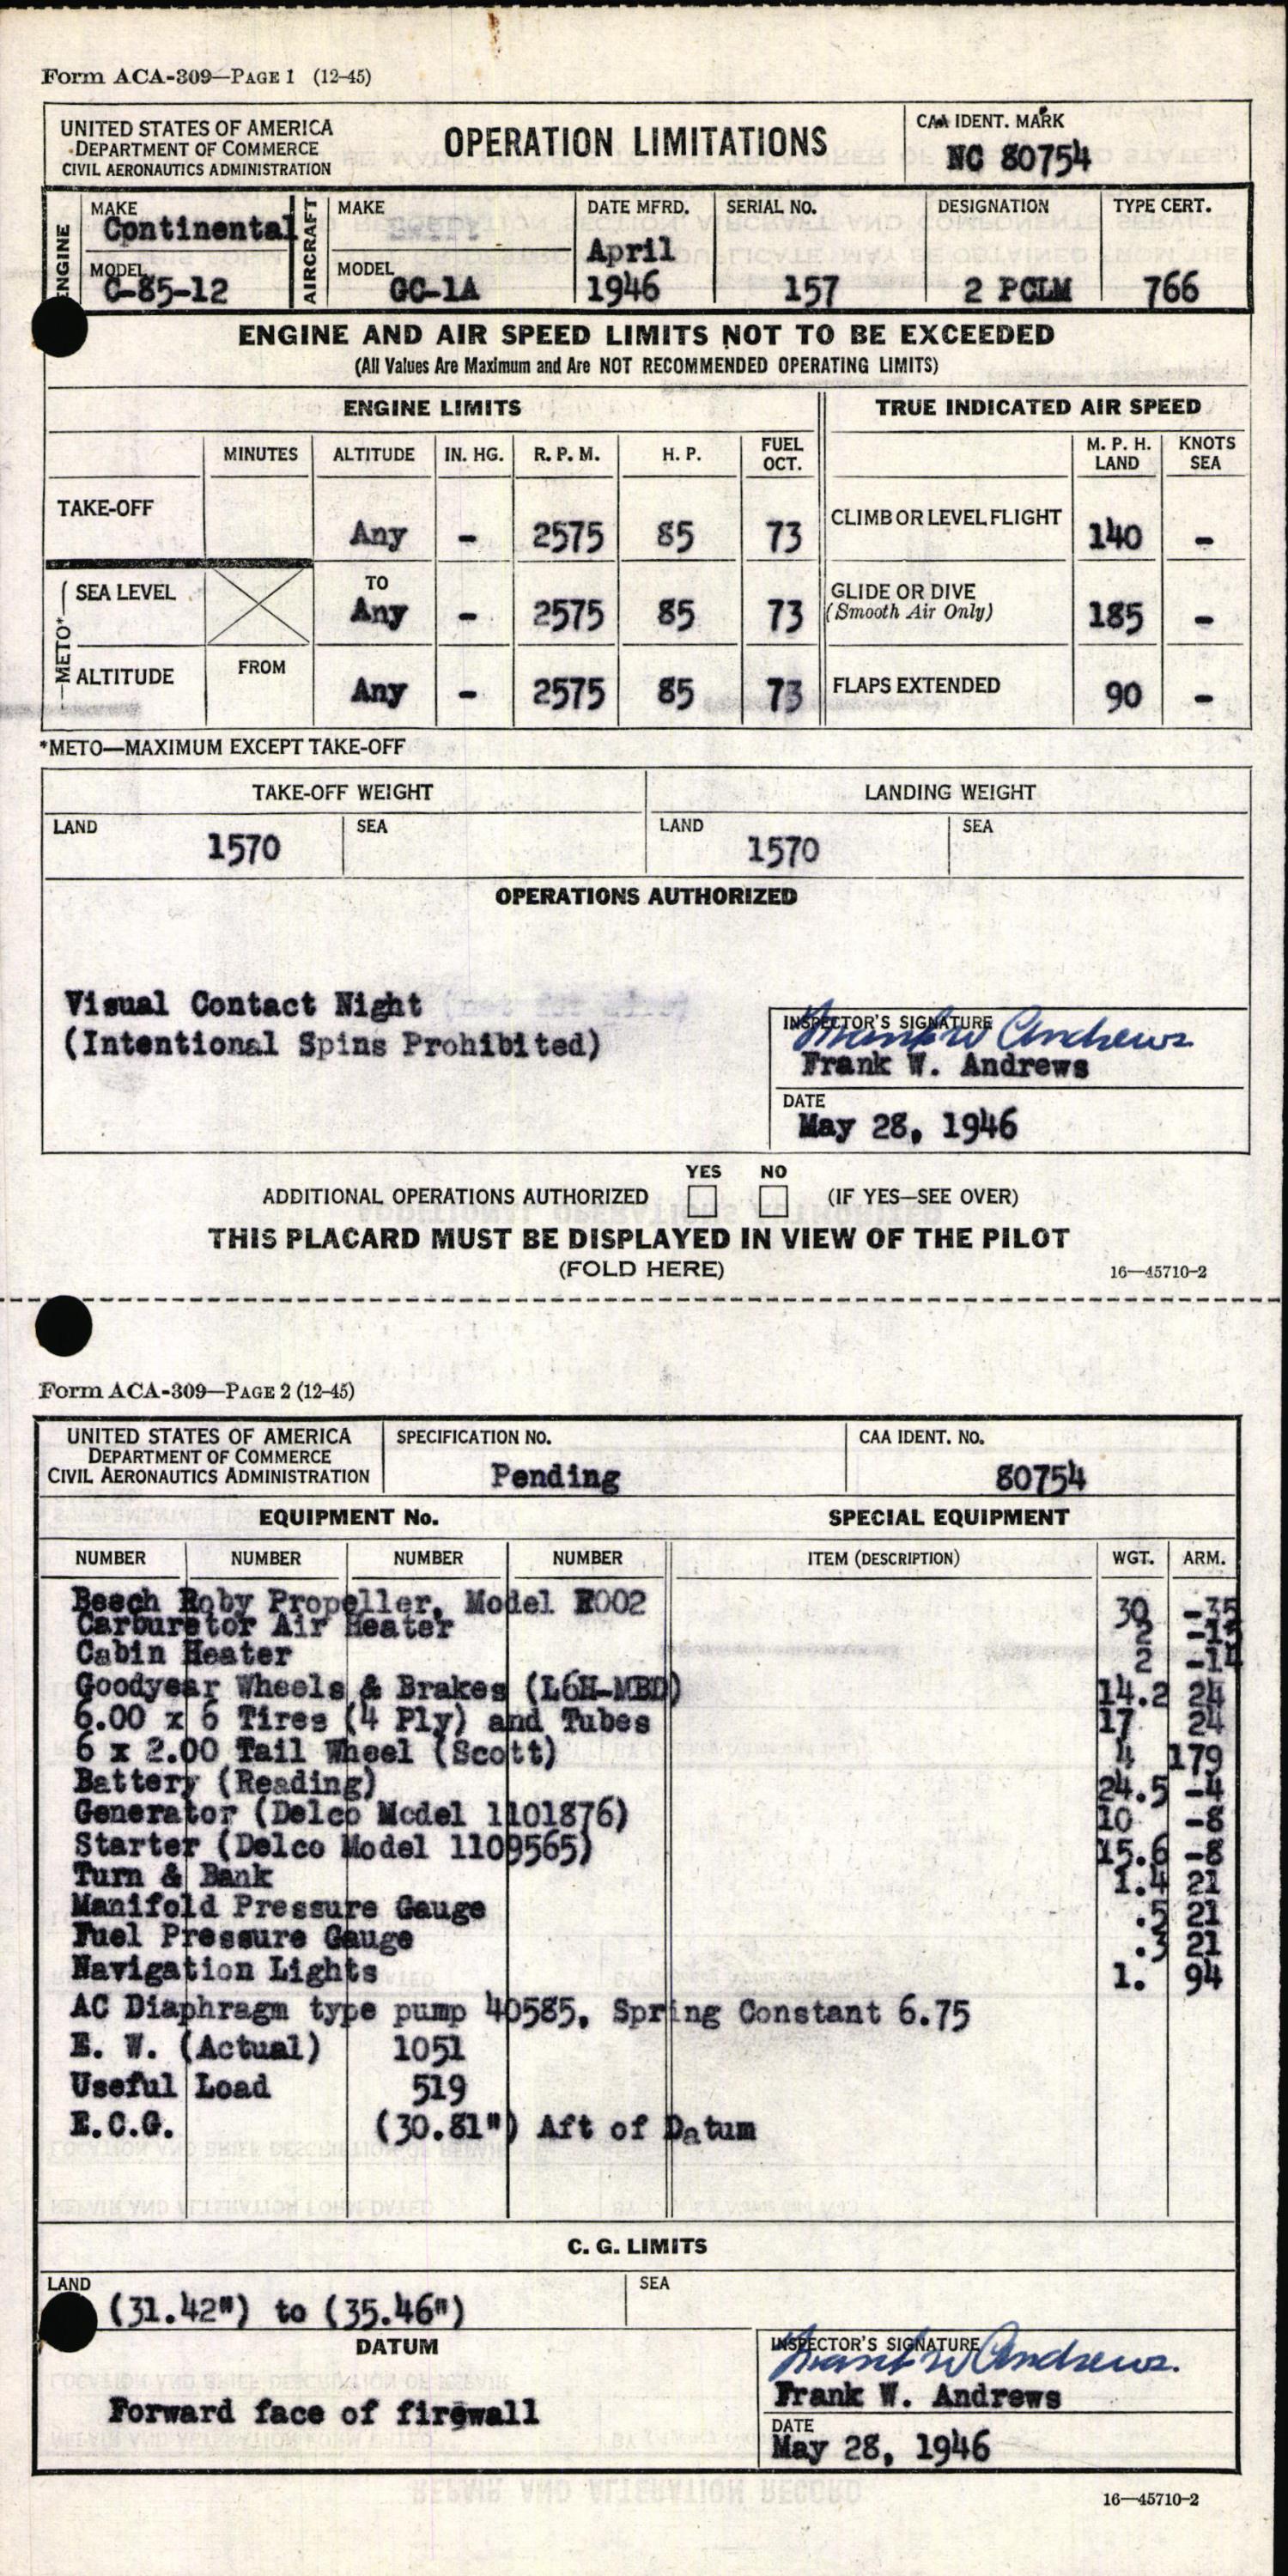 Form ACA-309—PAGE 1 (12-45)
UNITED STATES OF AMERICA
DEPARTMENT OF COMMERCE
CIVIL AERONAUTICS ADMINISTRATION
OPERATION LIMITATIONS
CAA IDENT. MARK
NC 80754
ENGINE
MAKE
Continental
MODEL
C-85-12
AIRCRAFT
MAKE
MODEL
GC-1A
DATE MFRD.
April
1946
SERIAL NO.
157
DESIGNATION
2 PCLM
TYPE CERT.
766
ENGINE AND AIR SPEED LIMITS NOT TO BE EXCEEDED
(All Values Are Maximum and Are NOT RECOMMENDED OPERATING LIMITS)
ENGINE LIMITS TRUE INDICATED AIR SPEED
MINUTES ALTITUDE IN. HG. R. P. M. H. P. FUEL OCT. M. P. H. LAND KNOTS SEA
TAKE-OFF Any - 2575 85 73 CLIMB OR LEVEL FLIGHT 140 -
METO* SEA LEVEL TO Any - 2575 85 73 GLIDE OR DIVE (Smooth Air Only) 185 -
ALTITUDE FROM Any - 2575 85 73 FLAPS EXTENDED 90 -
*METO—MAXIMUM EXCEPT TAKE-OFF
TAKE-OFF WEIGHT LANDING WEIGHT
LAND 1570 SEA LAND 1570 SEA
OPERATIONS AUTHORIZED
Visual Contact Night
(Intentional Spins Prohibited)
INSPECTOR'S SIGNATURE
Frank W Andrews
Frank W. Andrews
DATE
May 28, 1946
YES NO
ADDITIONAL OPERATIONS AUTHORIZED (IF YES—SEE OVER)
THIS PLACARD MUST BE DISPLAYED IN VIEW OF THE PILOT
(FOLD HERE)
16—45710-2
Form ACA-309—PAGE 2 (12-45)
UNITED STATES OF AMERICA
DEPARTMENT OF COMMERCE
CIVIL AERONAUTICS ADMINISTRATION
SPECIFICATION NO.
Pending
CAA IDENT. NO.
80754
EQUIPMENT No. SPECIAL EQUIPMENT
NUMBER NUMBER NUMBER NUMBER ITEM (DESCRIPTION) WGT. ARM.
Beech Roby Propeller, Model R002 30 -35
Carburetor Air Heater 2 -14
Cabin Heater 2 -14
Goodyear Wheels & Brakes (L6H-MBD) 14.2 24
6.00 x 6 Tires (4 Ply) and Tubes 17 24
6 x 2.00 Tail Wheel (Scott) 4 179
Battery (Reading) 24.5 -4
Generator (Delco Model 1101876) 10 -8
Starter (Delco Model 1109565) 15.6 -8
Turn & Bank 1.4 21
Manifold Pressure Gauge .5 21
Fuel Pressure Gauge .3 21
Navigation Lights 1. 94
AC Diaphragm type pump 40585, Spring Constant 6.75
E. W. (Actual) 1051
Useful Load 519
E.C.G. (30.81") Aft of Datum
C. G. LIMITS
LAND
(31.42") to (35.46")
SEA
DATUM
Forward face of firewall
INSPECTOR'S SIGNATURE
Frank W Andrews.
Frank W. Andrews
DATE
May 28, 1946
16—45710-2